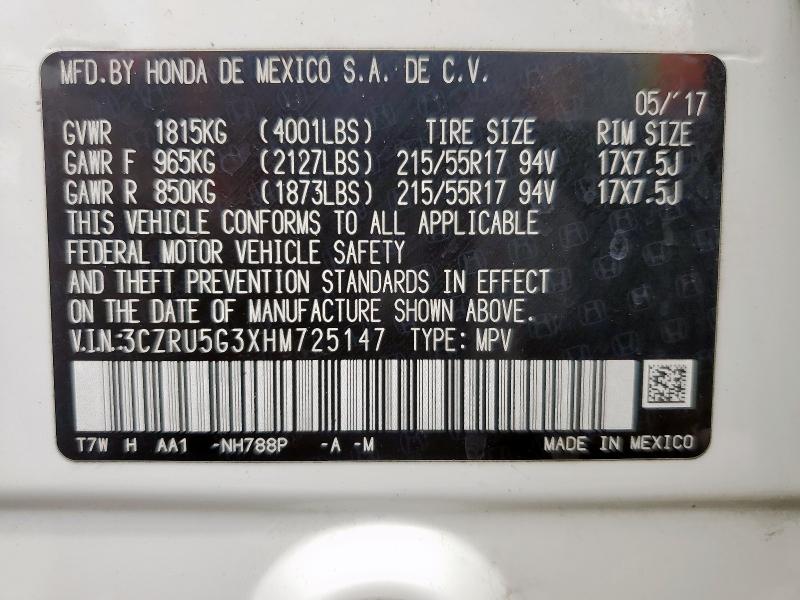 MFD.BY HONDA DE MEXICO S.A. DE C.V.
05/'17
GVWR 1815KG (4001LBS) TIRE SIZE RIM SIZE
GAWR F 965KG (2127LBS) 215/55R17 94V 17X7.5J
GAWR R 850KG (1873LBS) 215/55R17 94V 17X7.5J
THIS VEHICLE CONFORMS TO ALL APPLICABLE
FEDERAL MOTOR VEHICLE SAFETY
AND THEFT PREVENTION STANDARDS IN EFFECT
ON THE DATE OF MANUFACTURE SHOWN ABOVE.
V.I.N.:3CZRU5G3XHM725147 TYPE: MPV
T7W H AA1 -NH788P -A -M MADE IN MEXICO